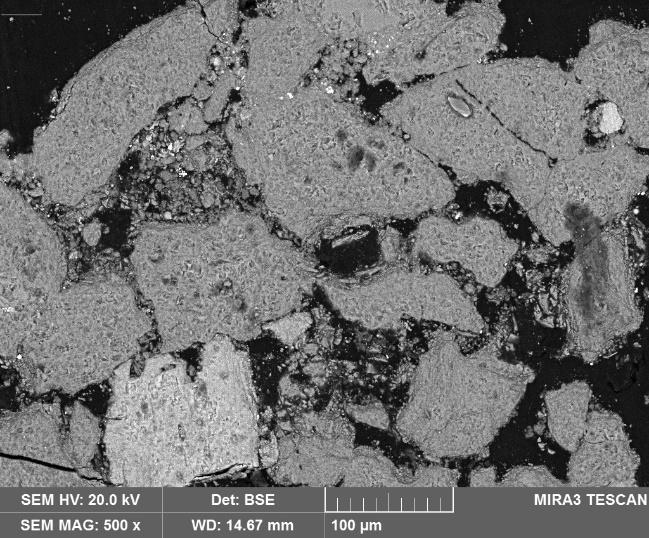 SEM HV: 20.0 kV Det: BSE MIRA3 TESCAN
SEM MAG: 500 x WD: 14.67 mm 100 µm